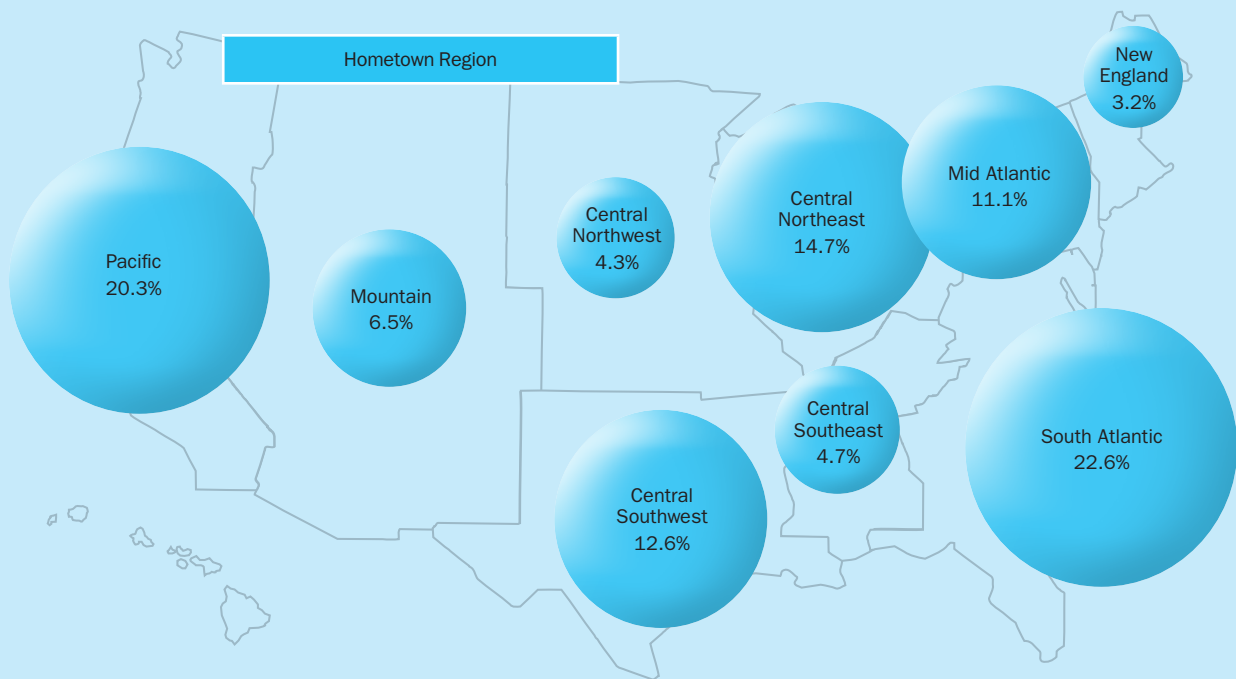 Hometown Region
New
England
3.2%
Mid Atlantic
11.1%
Central
Northeast
14.7%
Central
Northwest
4.3%
Pacific
20.3%
Mountain
6.5%
Central
Southeast
4.7%
South Atlantic
22.6%
Central
Southwest
12.6%